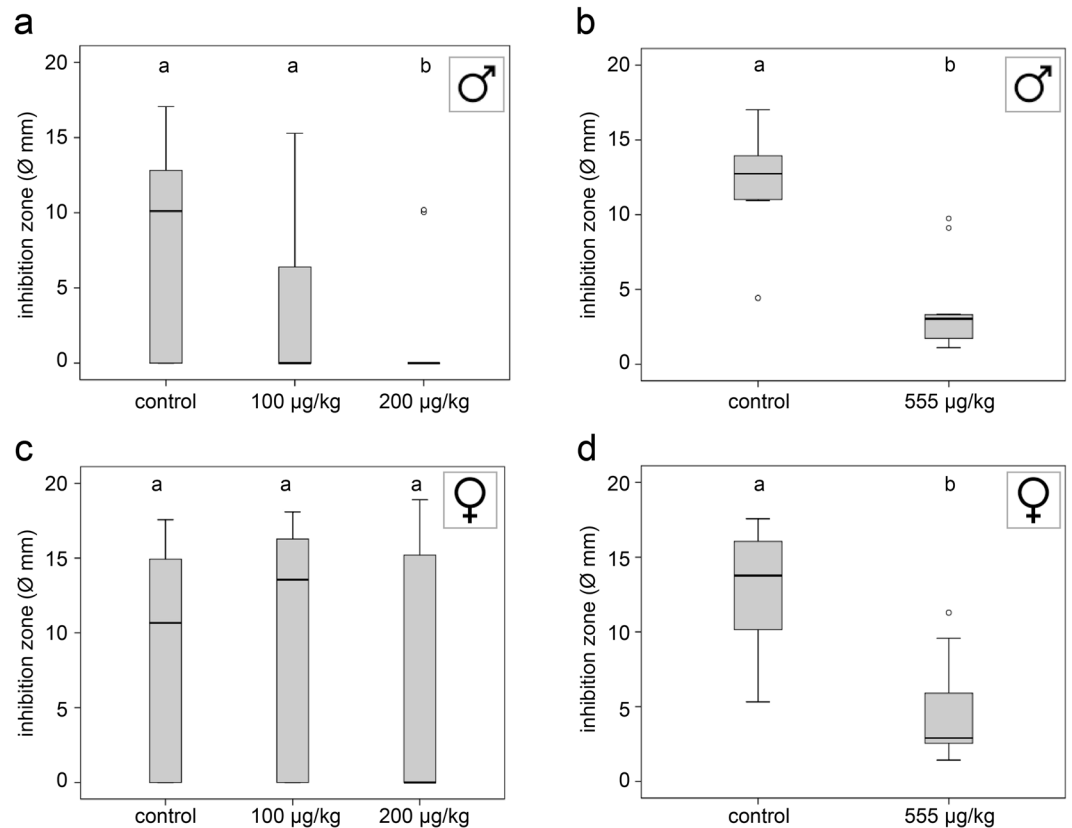 a
20
15
10
5
0
inhibition zone (Ø mm)
a a b
control 100 µg/kg 200 µg/kg
b
20
15
10
5
0
inhibition zone (Ø mm)
a b
control 555 µg/kg
c
20
15
10
5
0
inhibition zone (Ø mm)
a a a
control 100 µg/kg 200 µg/kg
d
20
15
10
5
0
inhibition zone (Ø mm)
a b
control 555 µg/kg